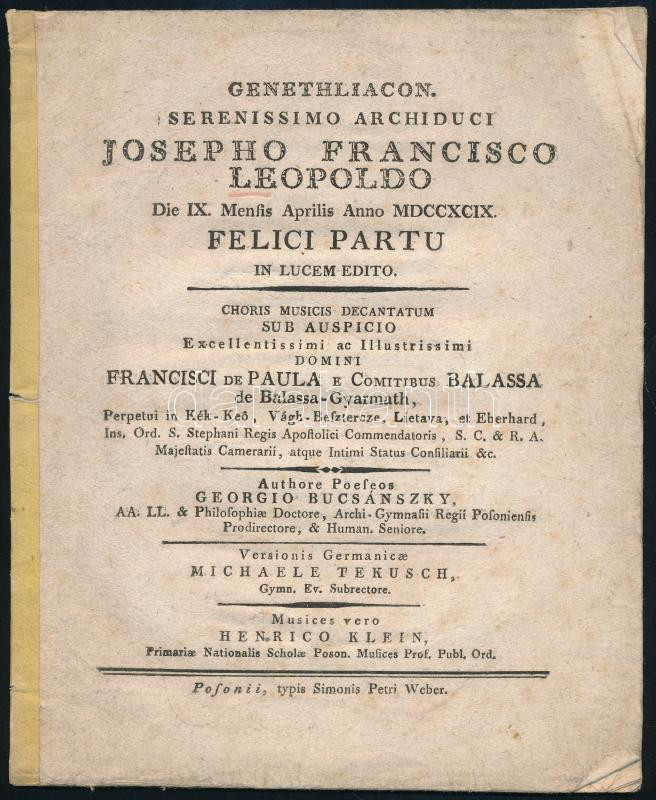 GENETHLIACON.
SERENISSIMO ARCHIDUCI
JOSEPHO FRANCISCO
LEOPOLDO
Die IX. Menſis Aprilis Anno MDCCXCIX.
FELICI PARTU
IN LUCEM EDITO.
CHORIS MUSICIS DECANTATUM
SUB AUSPICIO
Excellentissimi ac Illustrissimi
DOMINI
FRANCISCI DE PAULA E COMITIBUS BALASSA
de Balassa-Gyarmath,
Perpetui in Kék-Keö, Vágh-Beſztercze, Lietava, et Eberhard,
Ins. Ord. S. Stephani Regis Apoſtolici Commendatoris, S. C. & R. A.
Majeſtatis Camerarii, atque Intimi Status Conſiliarii &c.
Authore Poeſeos
GEORGIO BUCSÁNSZKY,
AA. LL. & Philoſophiæ Doctore, Archi-Gymnaſii Regii Poſonienſis
Prodirectore, & Human. Seniore.
Versionis Germanicæ
MICHAELE TEKUSCH,
Gymn. Ev. Subrectore.
Musices vero
HENRICO KLEIN,
Primariæ Nationalis Scholæ Poson. Muſices Prof. Publ. Ord.
Poſonii, typis Simonis Petri Weber.